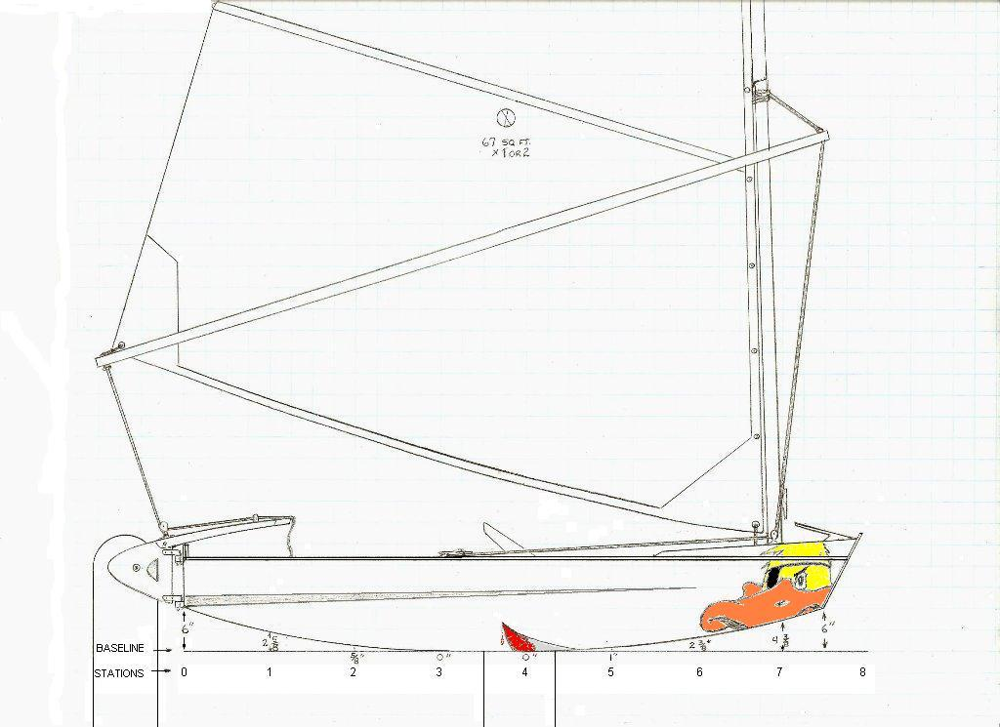 67 SQ FT.
X 1 OR 2
6"
2 5/8
5/8"
0"
0"
1"
2 3/8"
4 3/8
6"
BASELINE
STATIONS
0 1 2 3 4 5 6 7 8